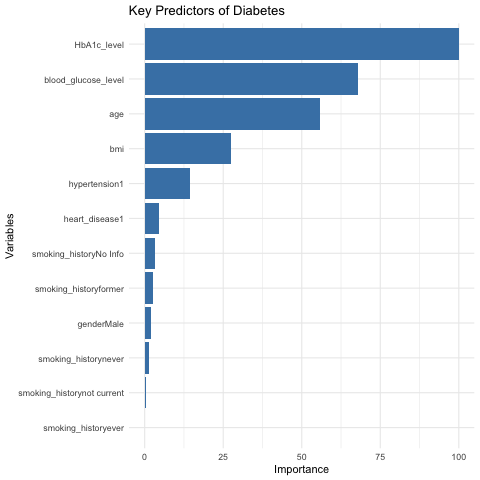 Key Predictors of Diabetes
Variables
HbA1c_level
blood_glucose_level
age
bmi
hypertension1
heart_disease1
smoking_historyNo Info
smoking_historyformer
genderMale
smoking_historynever
smoking_historynot current
smoking_historyever
0 25 50 75 100
Importance